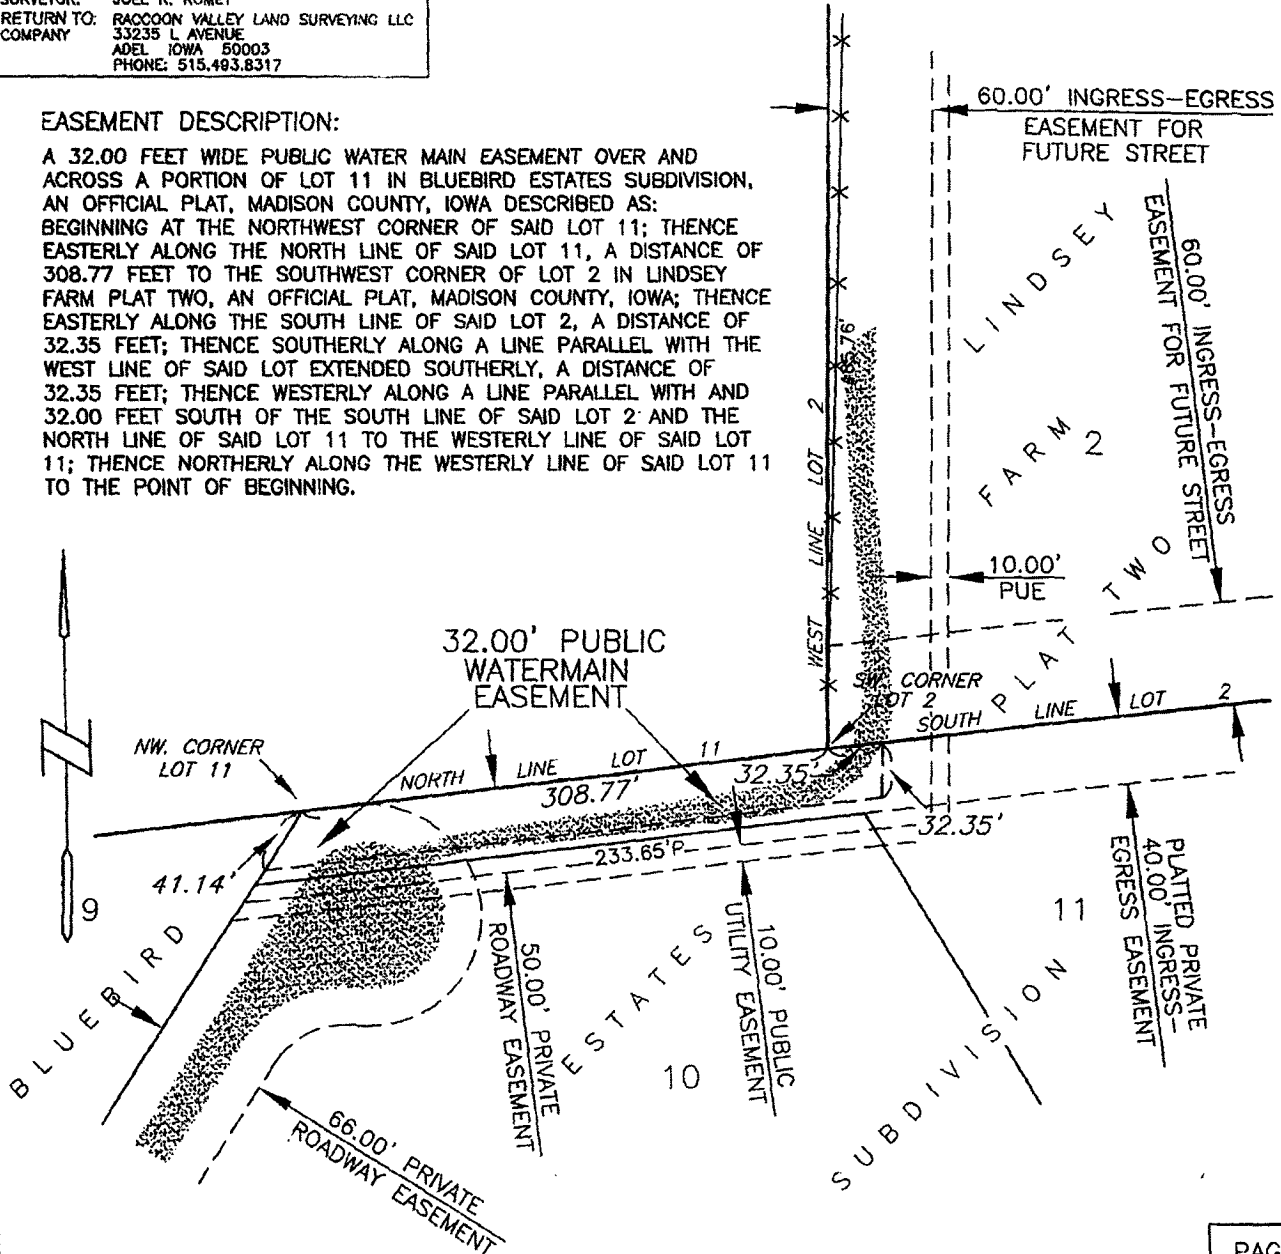 RETURN TO: RACCOON VALLEY LAND SURVEYING LLC
COMPANY 33235 L AVENUE
ADEL IOWA 50003
PHONE: 515.493.8317
EASEMENT DESCRIPTION:
A 32.00 FEET WIDE PUBLIC WATER MAIN EASEMENT OVER AND
ACROSS A PORTION OF LOT 11 IN BLUEBIRD ESTATES SUBDIVISION,
AN OFFICIAL PLAT, MADISON COUNTY, IOWA DESCRIBED AS:
BEGINNING AT THE NORTHWEST CORNER OF SAID LOT 11; THENCE
EASTERLY ALONG THE NORTH LINE OF SAID LOT 11, A DISTANCE OF
308.77 FEET TO THE SOUTHWEST CORNER OF LOT 2 IN LINDSEY
FARM PLAT TWO, AN OFFICIAL PLAT, MADISON COUNTY, IOWA; THENCE
EASTERLY ALONG THE SOUTH LINE OF SAID LOT 2, A DISTANCE OF
32.35 FEET; THENCE SOUTHERLY ALONG A LINE PARALLEL WITH THE
WEST LINE OF SAID LOT EXTENDED SOUTHERLY, A DISTANCE OF
32.35 FEET; THENCE WESTERLY ALONG A LINE PARALLEL WITH AND
32.00 FEET SOUTH OF THE SOUTH LINE OF SAID LOT 2 AND THE
NORTH LINE OF SAID LOT 11 TO THE WESTERLY LINE OF SAID LOT
11; THENCE NORTHERLY ALONG THE WESTERLY LINE OF SAID LOT 11
TO THE POINT OF BEGINNING.
60.00' INGRESS-EGRESS
EASEMENT FOR
FUTURE STREET
60.00' INGRESS-EGRESS
EASEMENT FOR FUTURE STREET
LINDSEY
FARM
2
PLAT TWO
WEST LINE LOT 2
10.00'
PUE
32.00' PUBLIC
WATERMAIN
EASEMENT
SW. CORNER
LOT 2
SOUTH LINE LOT 2
NW. CORNER
LOT 11
NORTH LINE LOT 11
308.77'
32.35'
32.35'
233.65'P
41.14'
9
BLUEBIRD
ESTATES
SUBDIVISION
10
11
50.00' PRIVATE
ROADWAY EASEMENT
10.00' PUBLIC
UTILITY EASEMENT
PLATTED PRIVATE
40.00' INGRESS-
EGRESS EASEMENT
66.00' PRIVATE
ROADWAY EASEMENT